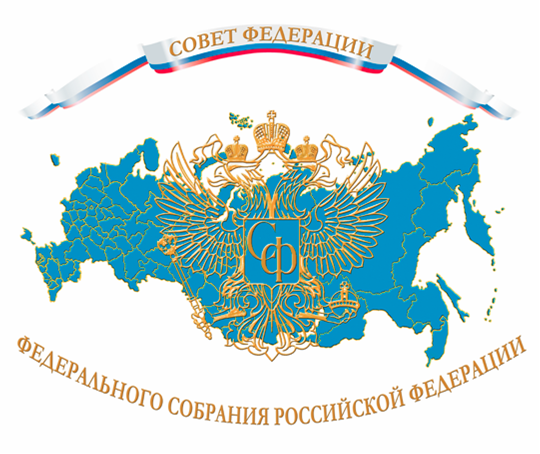 СОВЕТ ФЕДЕРАЦИИ
СФ
ФЕДЕРАЛЬНОГО СОБРАНИЯ РОССИЙСКОЙ ФЕДЕРАЦИИ